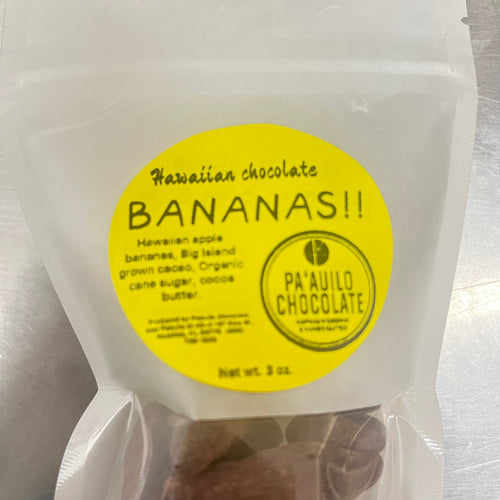 Hawaiian chocolate
BANANAS!!
Hawaiian apple
bananas, Big Island
grown cacao, Organic
cane sugar, cocoa
butter.
PA'AUILO
CHOCOLATE
Net wt. 3 oz.